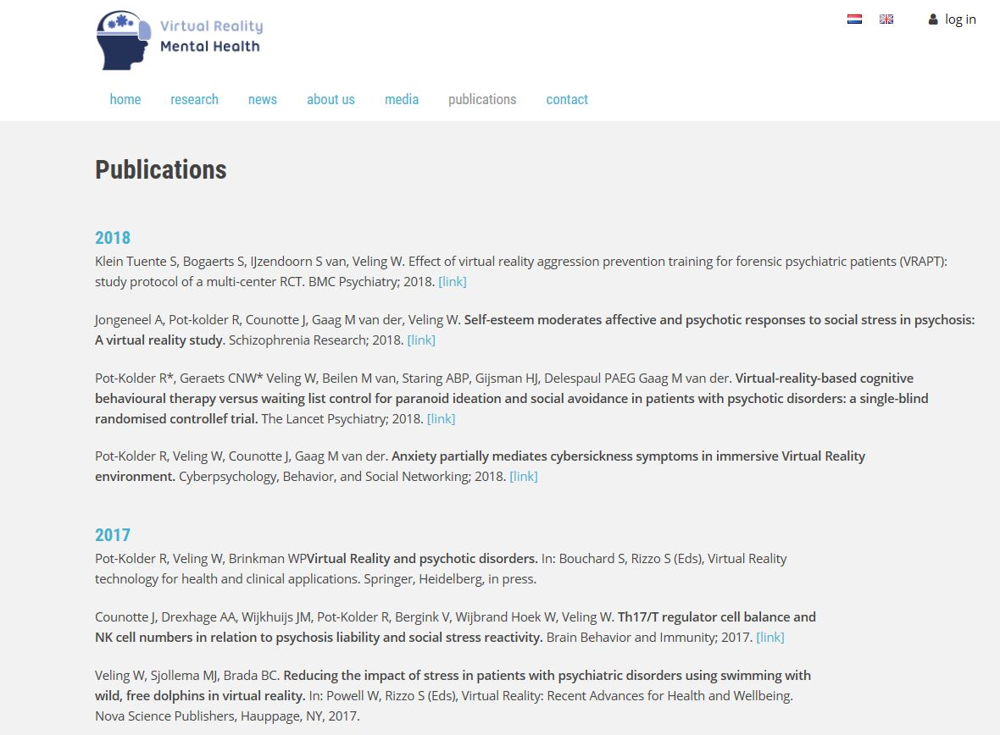 Virtual Reality
Mental Health
log in
home research news about us media publications contact
Publications
2018
Klein Tuente S, Bogaerts S, IJzendoorn S van, Veling W. Effect of virtual reality aggression prevention training for forensic psychiatric patients (VRAPT):
study protocol of a multi-center RCT. BMC Psychiatry; 2018. [link]
Jongeneel A, Pot-kolder R, Counotte J, Gaag M van der, Veling W. Self-esteem moderates affective and psychotic responses to social stress in psychosis:
A virtual reality study. Schizophrenia Research; 2018. [link]
Pot-Kolder R*, Geraets CNW* Veling W, Beilen M van, Staring ABP, Gijsman HJ, Delespaul PAEG Gaag M van der. Virtual-reality-based cognitive
behavioural therapy versus waiting list control for paranoid ideation and social avoidance in patients with psychotic disorders: a single-blind
randomised controllef trial. The Lancet Psychiatry; 2018. [link]
Pot-Kolder R, Veling W, Counotte J, Gaag M van der. Anxiety partially mediates cybersickness symptoms in immersive Virtual Reality
environment. Cyberpsychology, Behavior, and Social Networking; 2018. [link]
2017
Pot-Kolder R, Veling W, Brinkman WPVirtual Reality and psychotic disorders. In: Bouchard S, Rizzo S (Eds), Virtual Reality
technology for health and clinical applications. Springer, Heidelberg, in press.
Counotte J, Drexhage AA, Wijkhuijs JM, Pot-Kolder R, Bergink V, Wijbrand Hoek W, Veling W. Th17/T regulator cell balance and
NK cell numbers in relation to psychosis liability and social stress reactivity. Brain Behavior and Immunity; 2017. [link]
Veling W, Sjollema MJ, Brada BC. Reducing the impact of stress in patients with psychiatric disorders using swimming with
wild, free dolphins in virtual reality. In: Powell W, Rizzo S (Eds), Virtual Reality: Recent Advances for Health and Wellbeing.
Nova Science Publishers, Hauppage, NY, 2017.